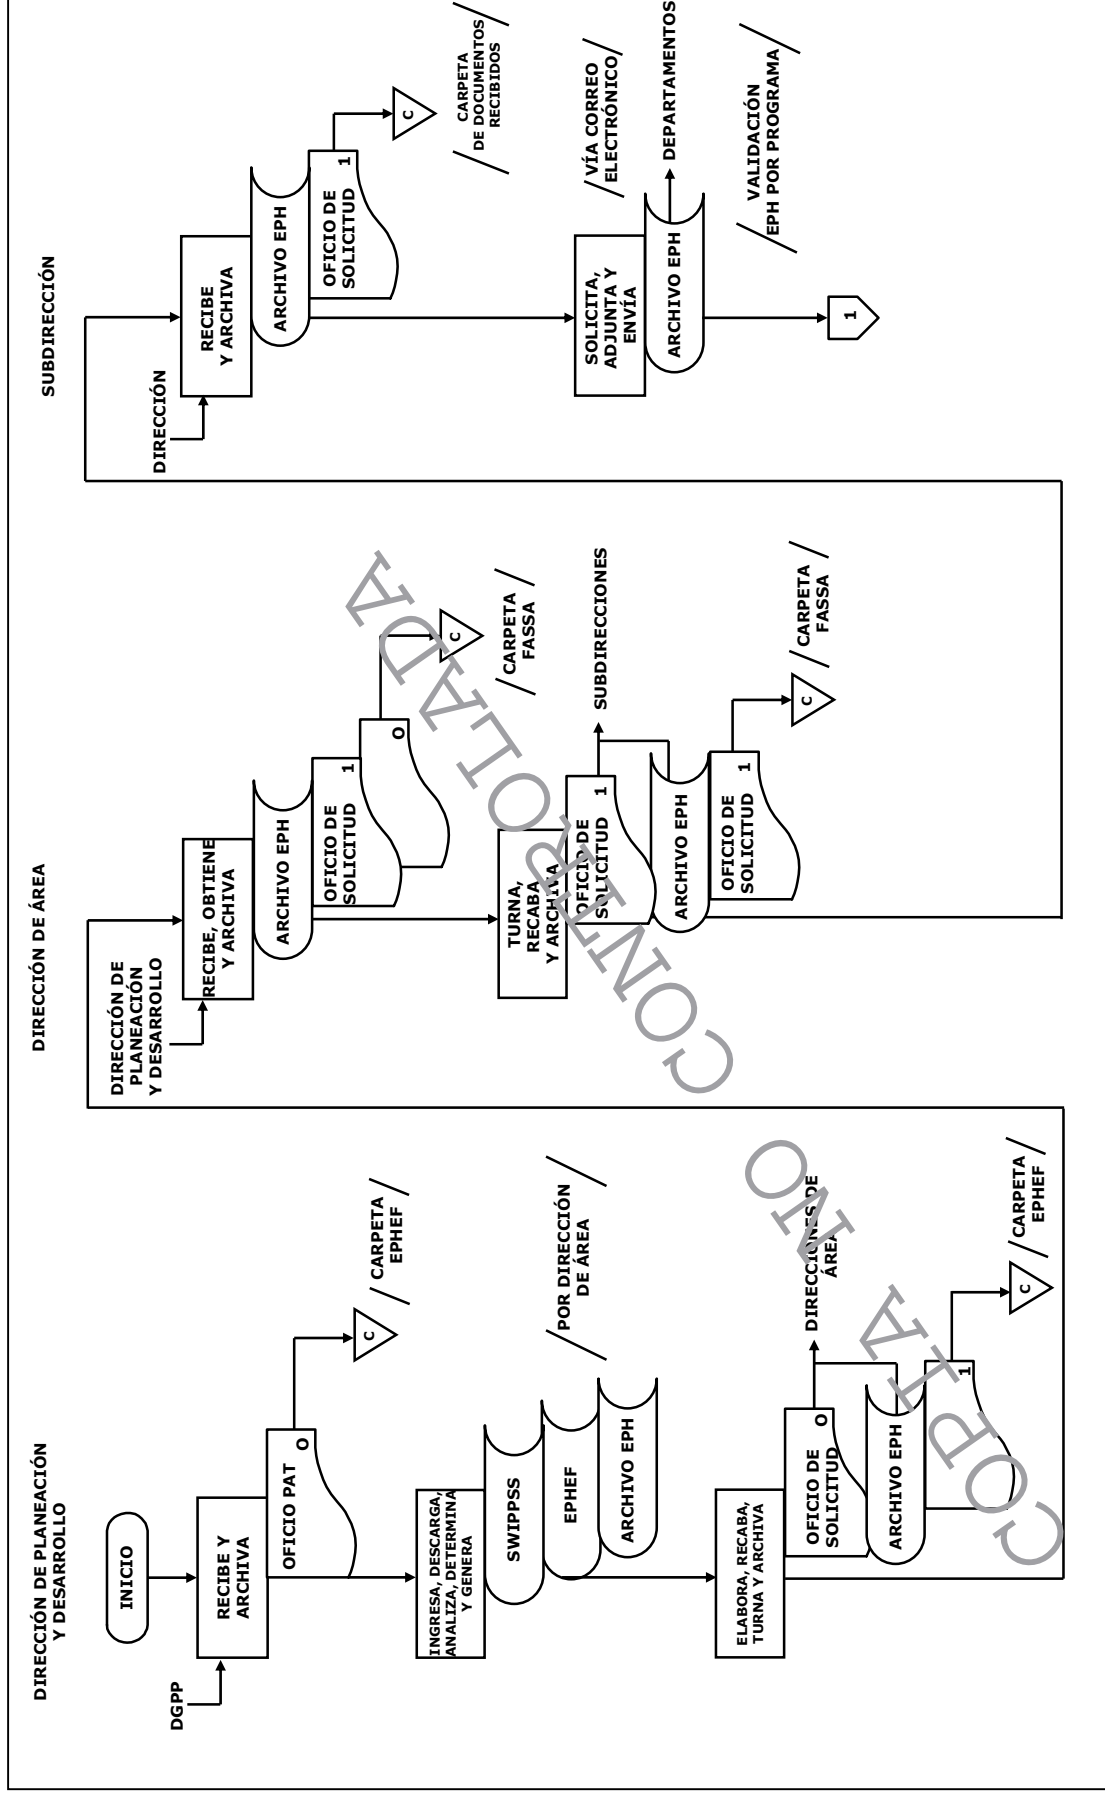 DIRECCIÓN DE PLANEACIÓN
Y DESARROLLO
INICIO
DGPP
RECIBE Y
ARCHIVA
OFICIO PAT
O
C
CARPETA
EPHEF
INGRESA, DESCARGA,
ANALIZA, DETERMINA
Y GENERA
SWIPPSS
EPHEF
ARCHIVO EPH
POR DIRECCIÓN
DE ÁREA
ELABORA, RECABA,
TURNA Y ARCHIVA
OFICIO DE
SOLICITUD
O
ARCHIVO EPH
1
DIRECCIONES DE
ÁREA
C
CARPETA
EPHEF
DIRECCIÓN DE ÁREA
DIRECCIÓN DE
PLANEACIÓN
Y DESARROLLO
RECIBE, OBTIENE
Y ARCHIVA
ARCHIVO EPH
OFICIO DE
SOLICITUD
1
O
C
CARPETA
FASSA
TURNA,
RECABA
Y ARCHIVA
OFICIO DE
SOLICITUD
1
ARCHIVO EPH
SUBDIRECCIONES
OFICIO DE
SOLICITUD
1
C
CARPETA
FASSA
SUBDIRECCIÓN
DIRECCIÓN
RECIBE
Y ARCHIVA
ARCHIVO EPH
OFICIO DE
SOLICITUD
1
C
CARPETA
DE DOCUMENTOS
RECIBIDOS
SOLICITA,
ADJUNTA Y
ENVÍA
VÍA CORREO
ELECTRÓNICO
ARCHIVO EPH
DEPARTAMENTOS
VALIDACIÓN
EPH POR PROGRAMA
1
COPIA NO CONTROLADA